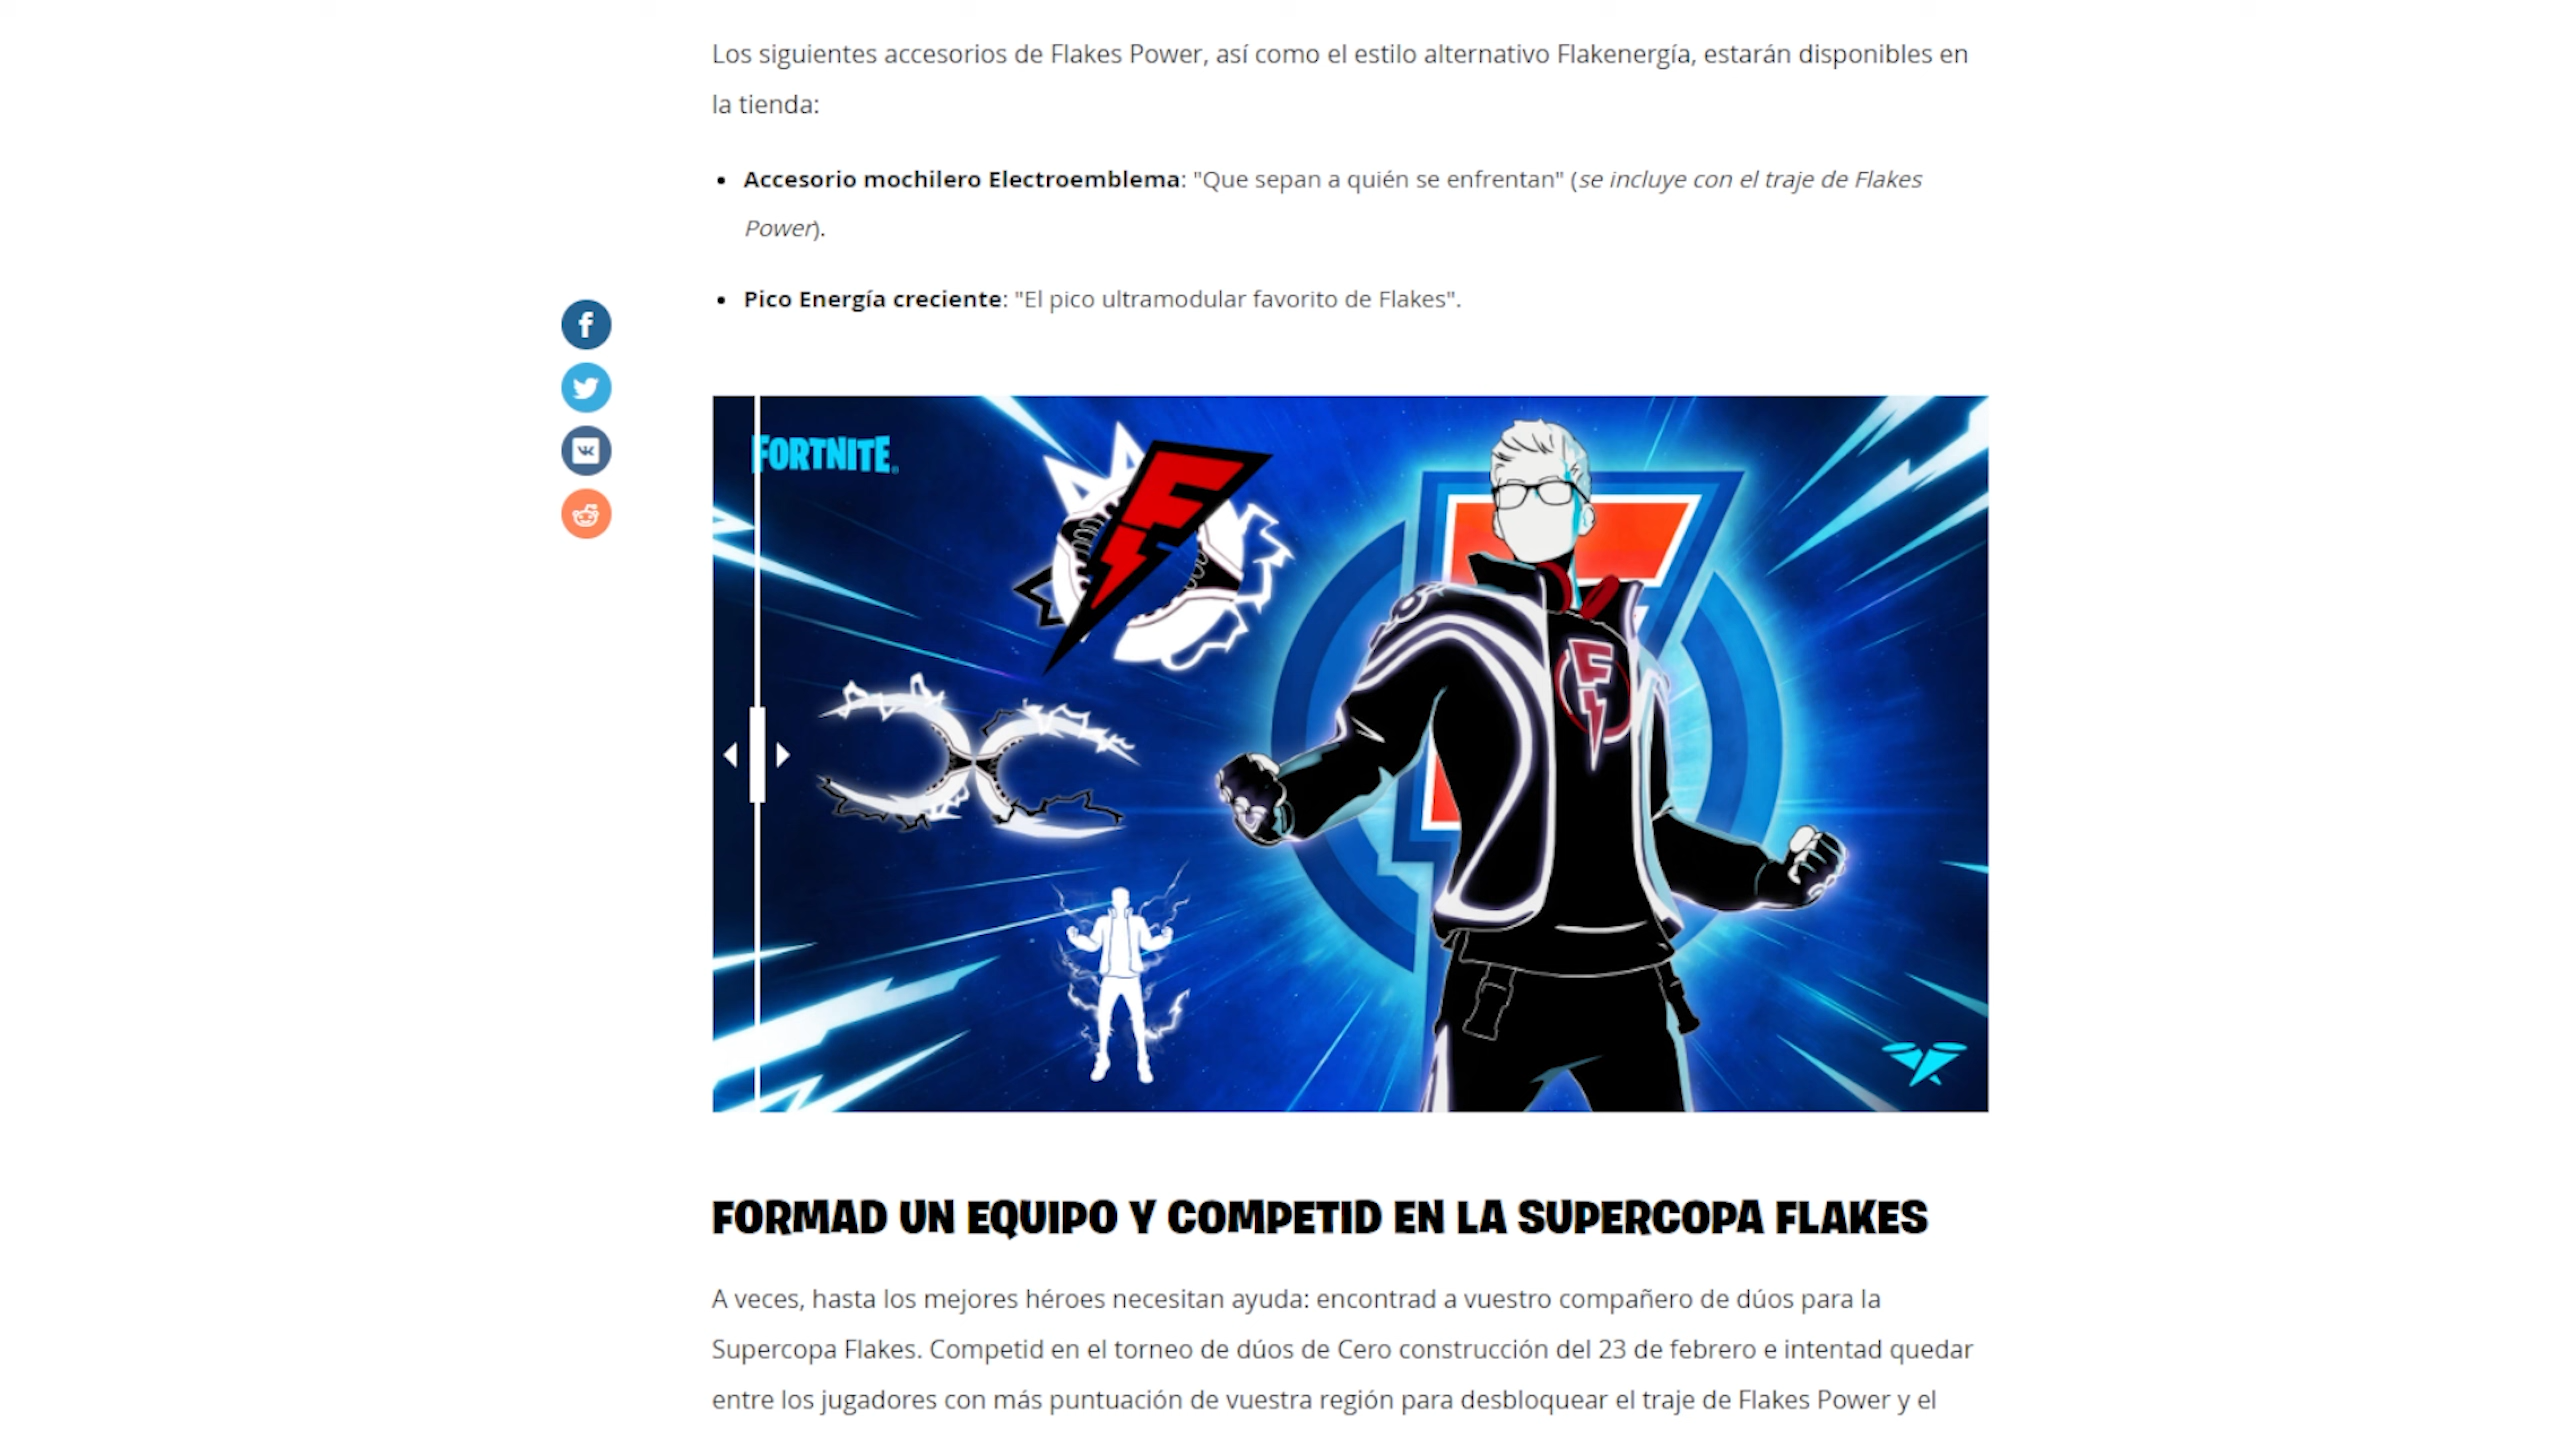 Los siguientes accesorios de Flakes Power, así como el estilo alternativo Flakenergía, estarán disponibles en
la tienda:
• Accesorio mochilero Electroemblema: "Que sepan a quién se enfrentan" (se incluye con el traje de Flakes
Power).
• Pico Energía creciente: "El pico ultramodular favorito de Flakes".
FORTNITE
FORMAD UN EQUIPO Y COMPETID EN LA SUPERCOPA FLAKES
A veces, hasta los mejores héroes necesitan ayuda: encontrad a vuestro compañero de dúos para la
Supercopa Flakes. Competid en el torneo de dúos de Cero construcción del 23 de febrero e intentad quedar
entre los jugadores con más puntuación de vuestra región para desbloquear el traje de Flakes Power y el